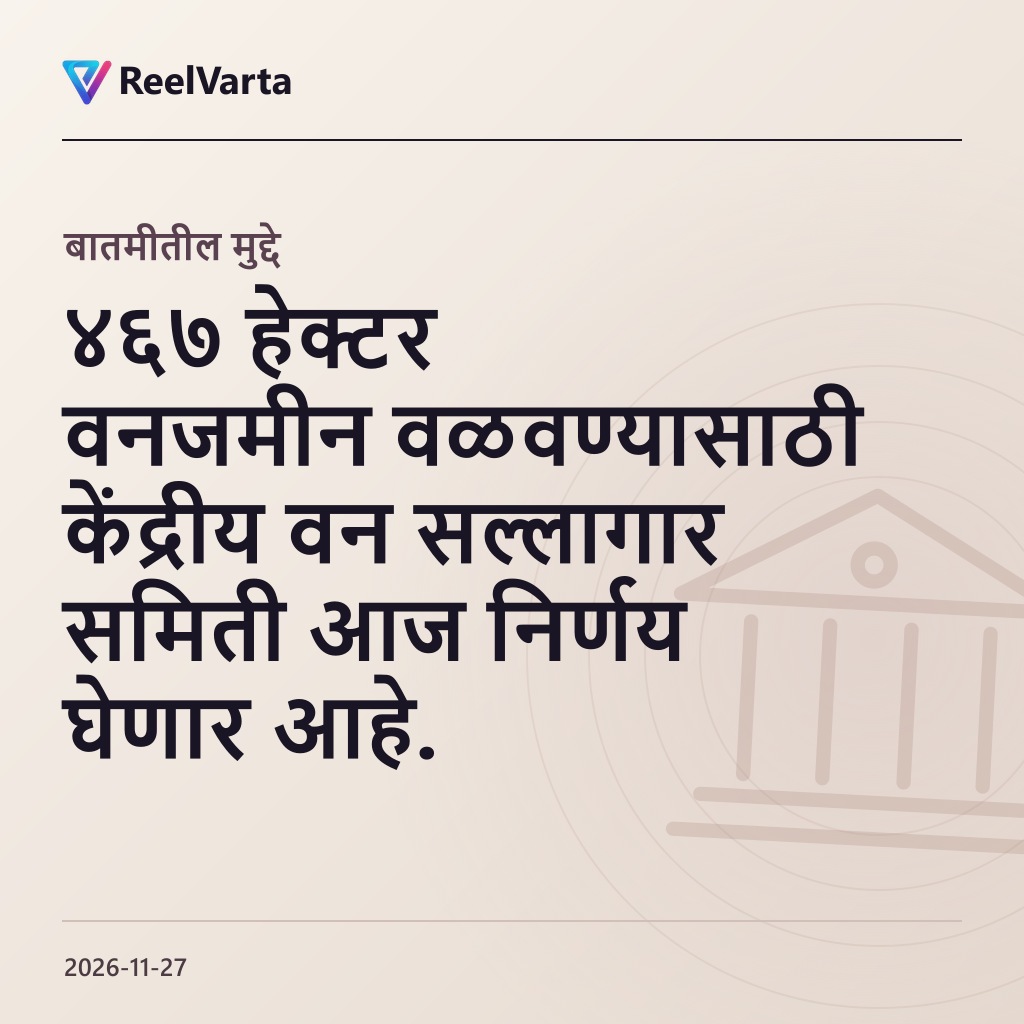 ReelVarta
बातमीतील मुद्दे
४६७ हेक्टर
वनजमीन वळवण्यासाठी
केंद्रीय वन सल्लागार
समिती आज निर्णय
घेणार आहे.
2026-11-27